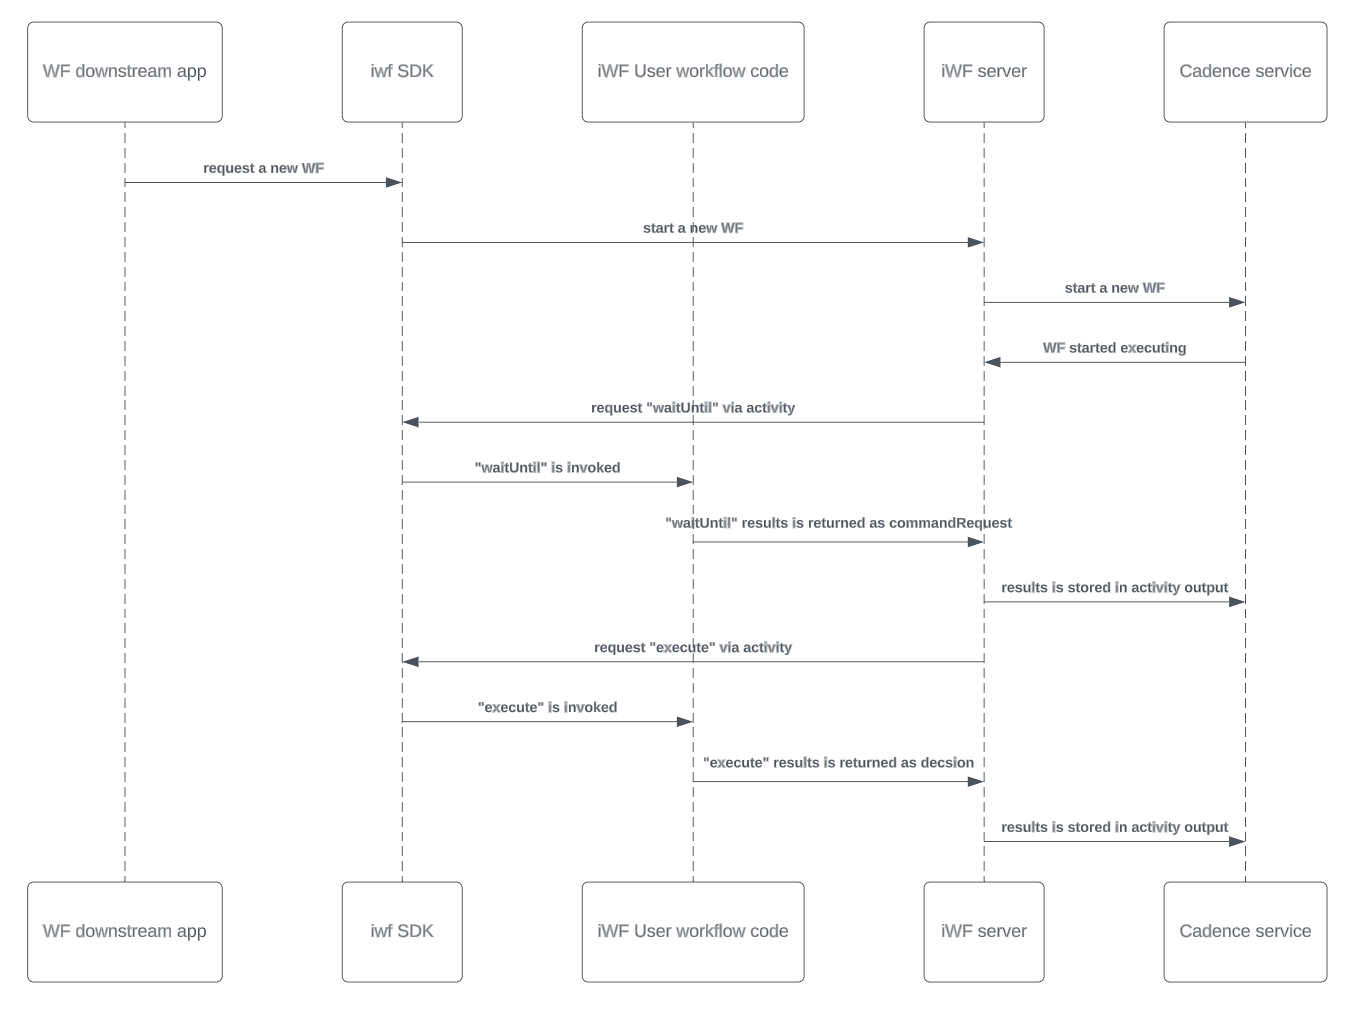 WF downstream app
iwf SDK
iWF User workflow code
iWF server
Cadence service
request a new WF
start a new WF
start a new WF
WF started executing
request "waitUntil" via activity
"waitUntil" is invoked
"waitUntil" results is returned as commandRequest
results is stored in activity output
request "execute" via activity
"execute" is invoked
"execute" results is returned as decsion
results is stored in activity output
WF downstream app
iwf SDK
iWF User workflow code
iWF server
Cadence service